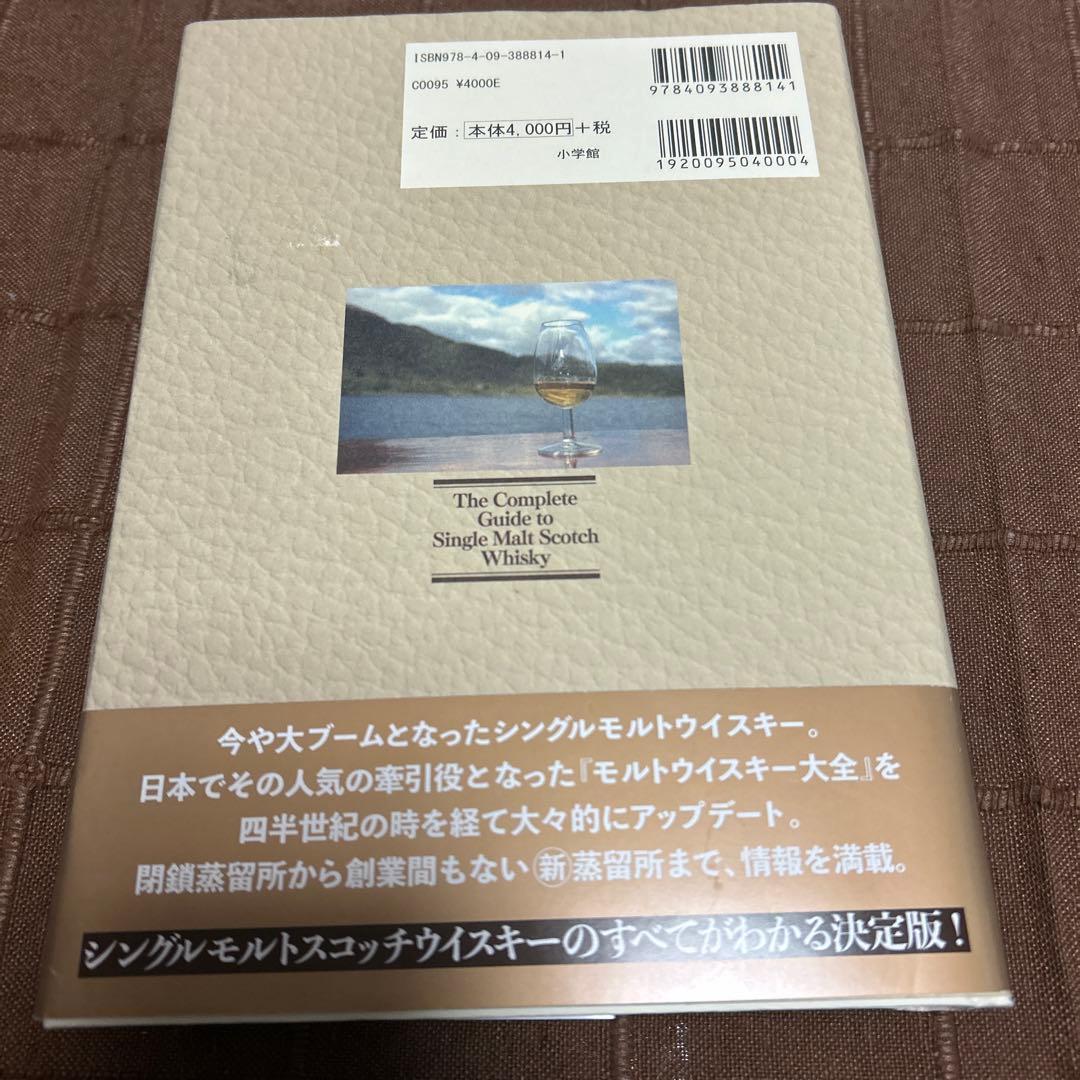 ISBN978-4-09-388814-1
C0095 ¥4000E
定価：本体4,000円＋税
小学館
9784093888141
1920095040004
The Complete
Guide to
Single Malt Scotch
Whisky
今や大ブームとなったシングルモルトウイスキー。
日本でその人気の牽引役となった『モルトウイスキー大全』を
四半世紀の時を経て大々的にアップデート。
閉鎖蒸留所から創業間もない㊟新蒸留所まで、情報を満載。
シングルモルトスコッチウイスキーのすべてがわかる決定版！